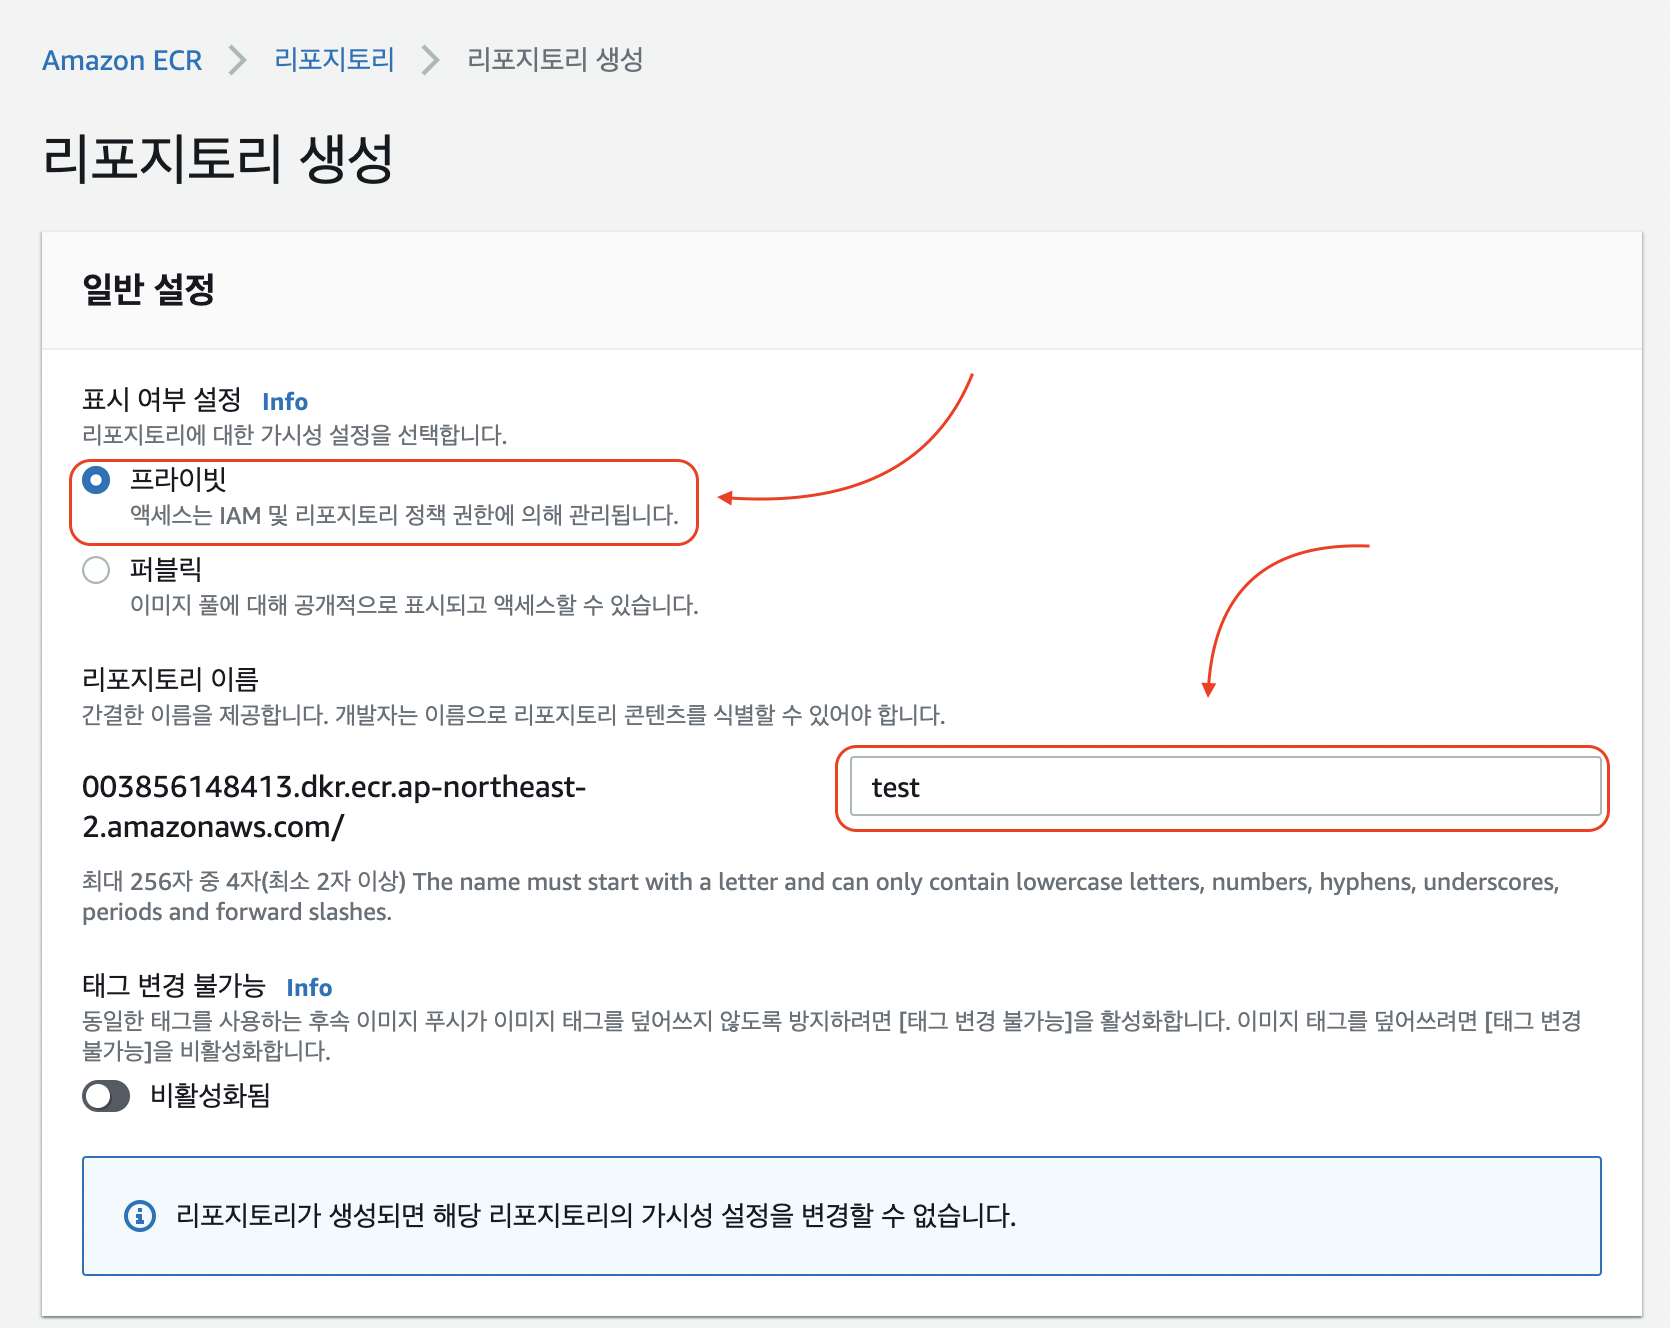 Amazon ECR 리포지토리 리포지토리 생성
리포지토리 생성
일반 설정
표시 여부 설정 Info
리포지토리에 대한 가시성 설정을 선택합니다.
프라이빗
액세스는 IAM 및 리포지토리 정책 권한에 의해 관리됩니다.
퍼블릭
이미지 풀에 대해 공개적으로 표시되고 액세스할 수 있습니다.
리포지토리 이름
간결한 이름을 제공합니다. 개발자는 이름으로 리포지토리 콘텐츠를 식별할 수 있어야 합니다.
003856148413.dkr.ecr.ap-northeast-
2.amazonaws.com/
test
최대 256자 중 4자(최소 2자 이상) The name must start with a letter and can only contain lowercase letters, numbers, hyphens, underscores,
periods and forward slashes.
태그 변경 불가능 Info
동일한 태그를 사용하는 후속 이미지 푸시가 이미지 태그를 덮어쓰지 않도록 방지하려면 [태그 변경 불가능]을 활성화합니다. 이미지 태그를 덮어쓰려면 [태그 변경
불가능]을 비활성화합니다.
비활성화됨
리포지토리가 생성되면 해당 리포지토리의 가시성 설정을 변경할 수 없습니다.